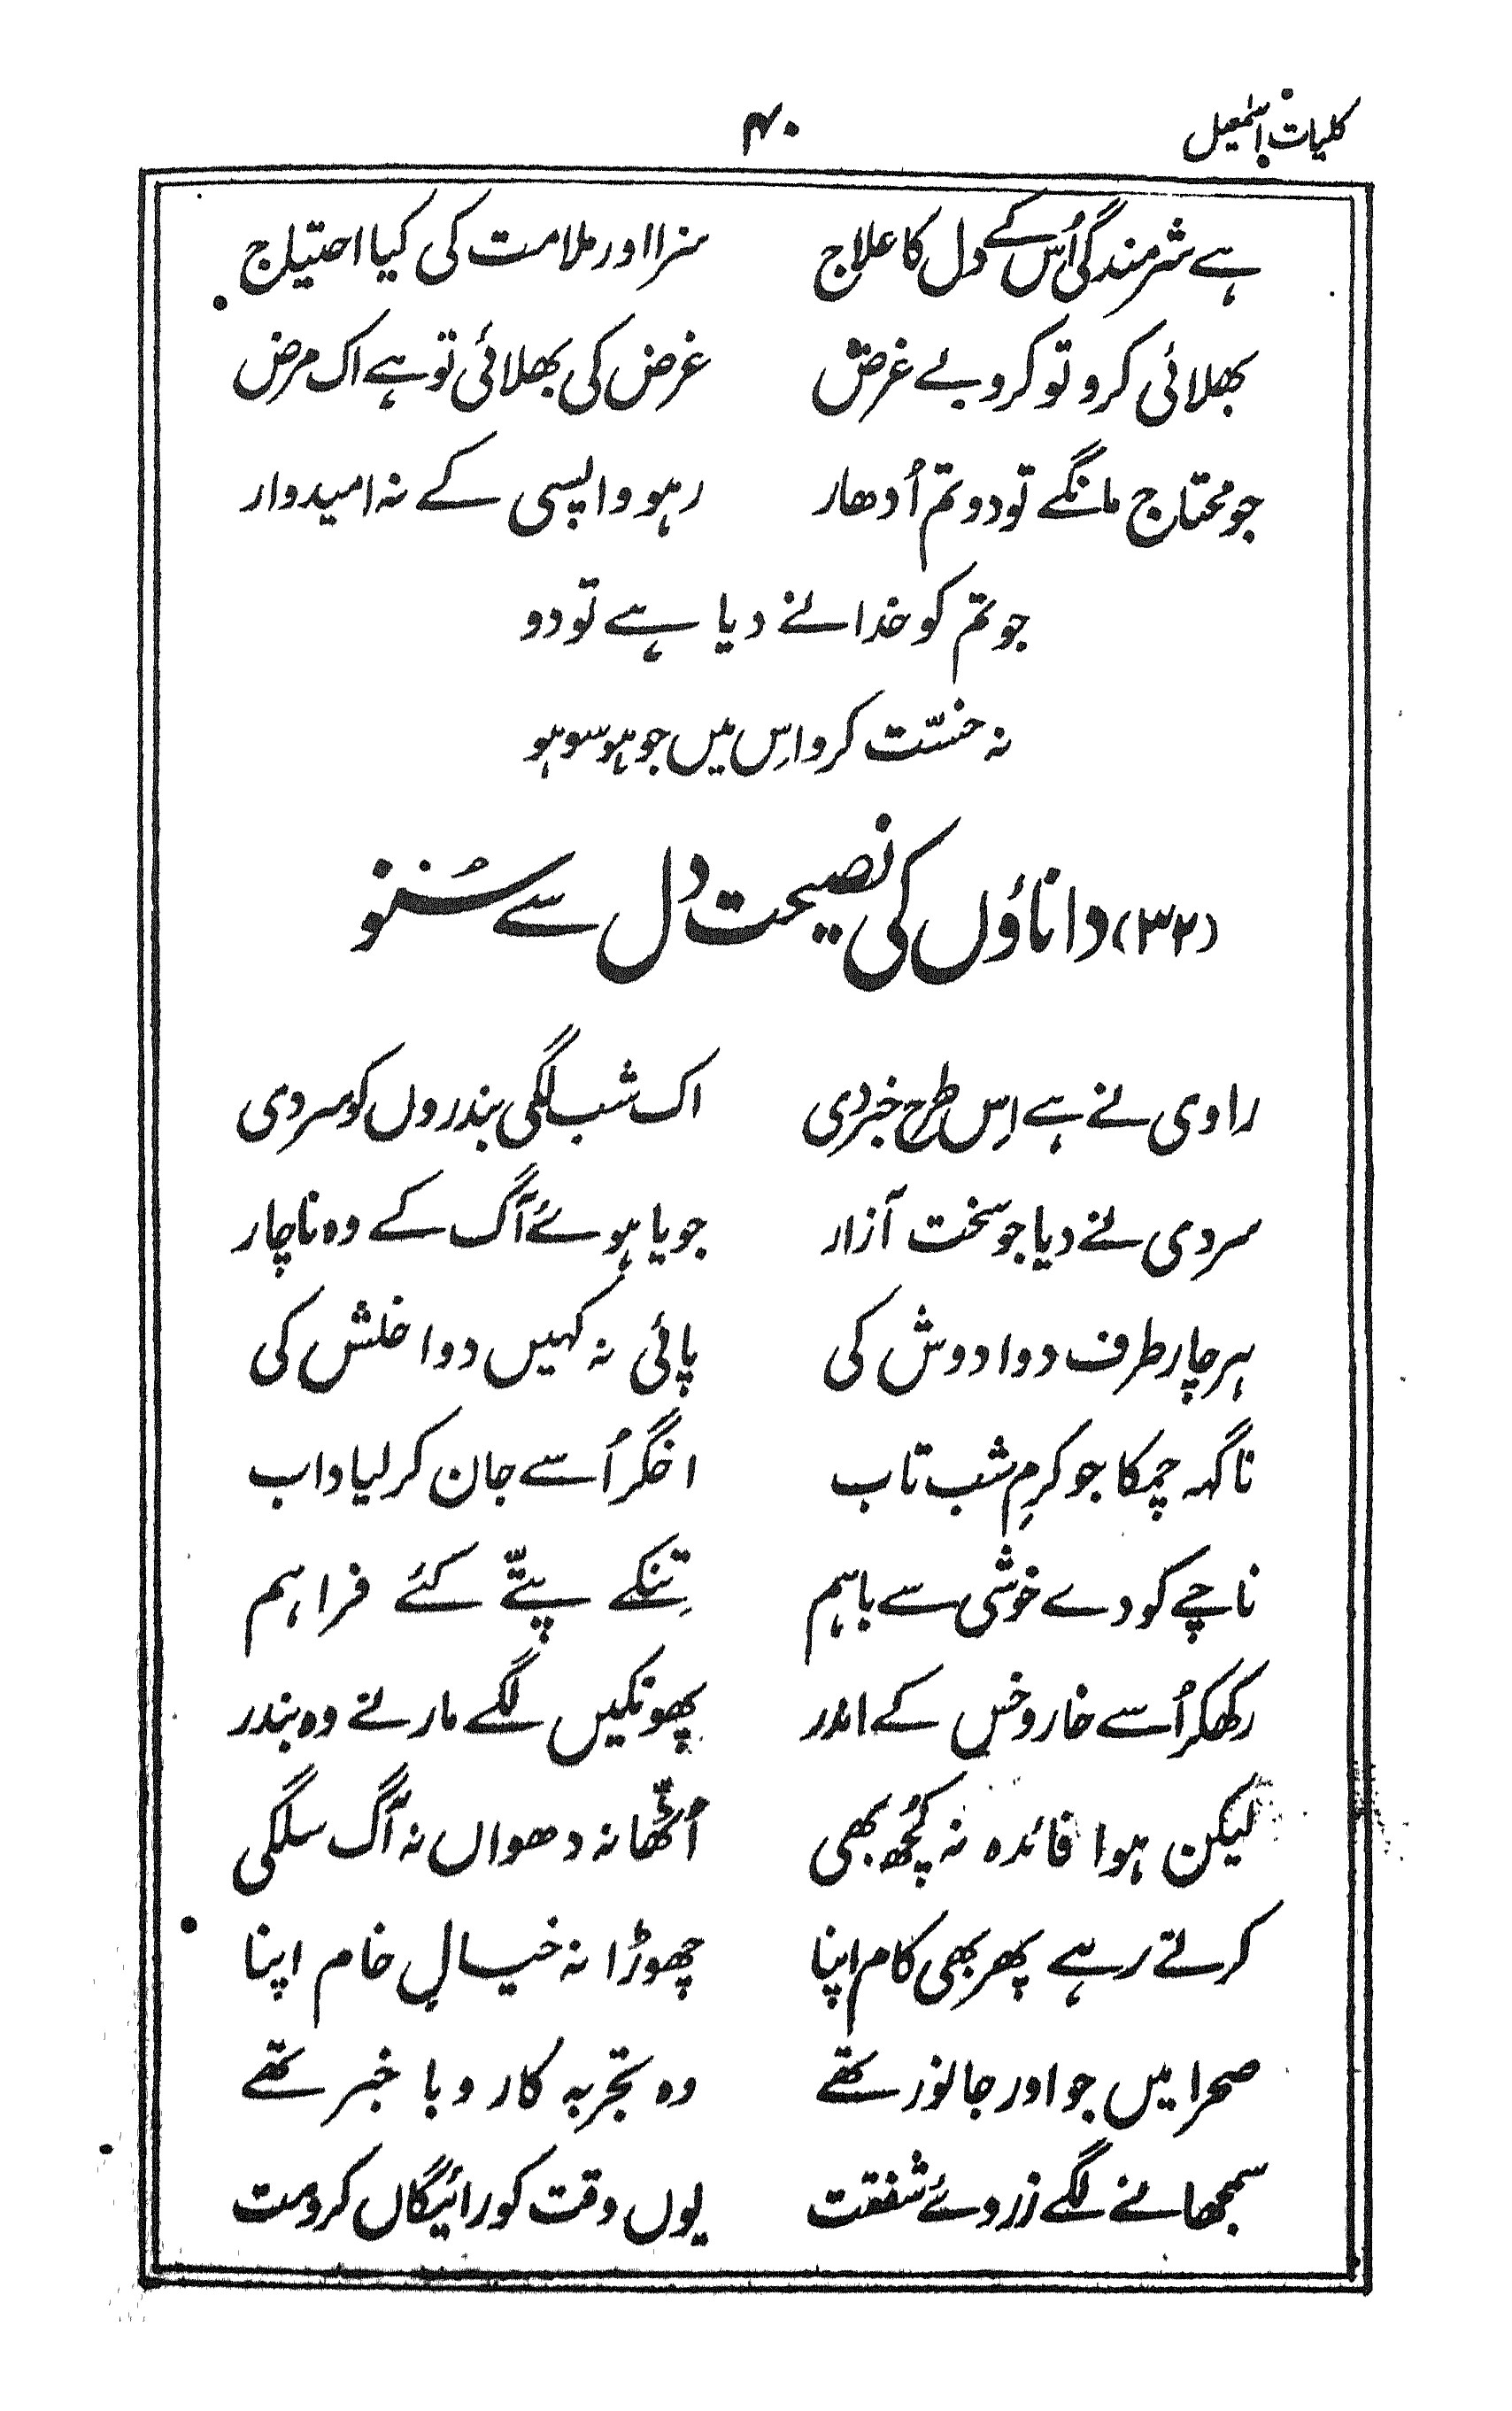 کلیات اسمٰعیل ۴۰
ہے شرمندگی اُس کے دل کا علاج سزا اور ملامت کی کیا احتیاج
بھلائی کرو تو کرو بے غرض غرض کی بھلائی تو ہے اک مرض
جو محتاج مانگے تو دو تم اُدھار رہو واپسی کے نہ امیدوار
جو تم کو خدا نے دیا ہے تو دو
نہ خسّت کرو اِس میں جو ہو سو ہو
(۳۲) داناؤں کی نصیحت دل سے سُنو
راوی نے ہے اِس طرح خبر دی اک شب لگی بندروں کو سردی
سردی نے دیا جو سخت آزار جویا ہوئے آگ کے وہ ناچار
ہر چار طرف دوا دوش کی پائی نہ کہیں دوا خلش کی
ناگہہ چمکا جو کرمِ شب تاب اخگر اُسے جان کر لیا داب
ناچے کودے خوشی سے باہم تِنکے پتّے کئے فراہم
رکھکر اُسے خار و خس کے اندر پھونکیں لگے مارنے وہ بندر
لیکن ہوا فائدہ نہ کُچھ بھی اُٹھّا نہ دھواں نہ آگ سلگی
کرتے رہے پھر بھی کام اپنا چھوڑا نہ خیالِ خام اپنا
صحرا میں جو اور جانور تھے وہ تجربہ کار و با خبر تھے
سمجھانے لگے زروئے شفقت یوں وقت کو رائیگاں کرو مت